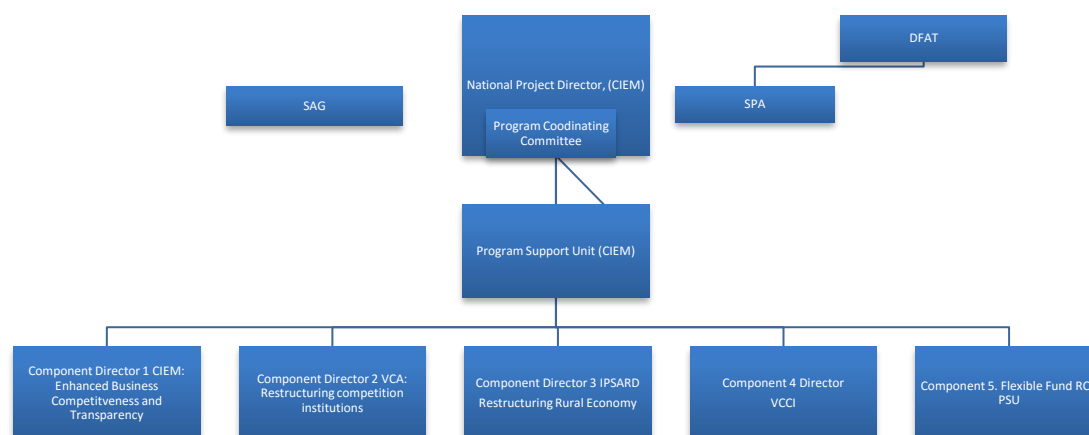 DFAT
National Project Director, (CIEM)
SAG
SPA
Program Coodinating
Committee
Program Support Unit (CIEM)
Component Director 1 CIEM:
Enhanced Business
Competitveness and
Transparency
Component Director 2 VCA:
Restructuring competition
institutions
Component Director 3 IPSARD
Restructuring Rural Economy
Component 4 Director
VCCI
Component 5. Flexible Fund RC
PSU